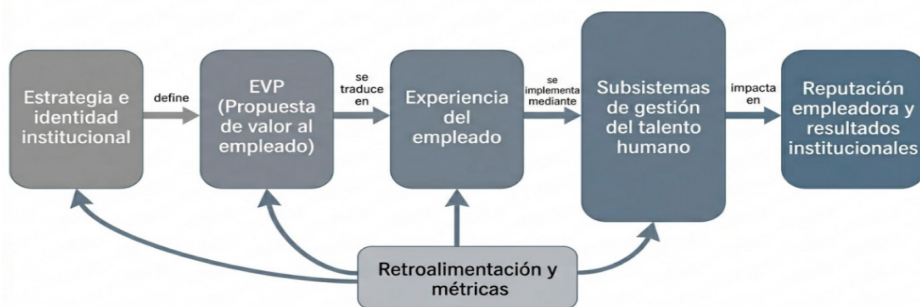 Estrategia e
identidad
institucional
define
EVP
(Propuesta
de valor al
empleado)
se
traduce
en
Experiencia
del
empleado
se
implementa
mediante
Subsistemas
de gestión
del talento
humano
impacta
en
Reputación
empleadora y
resultados
institucionales
Retroalimentación y
métricas